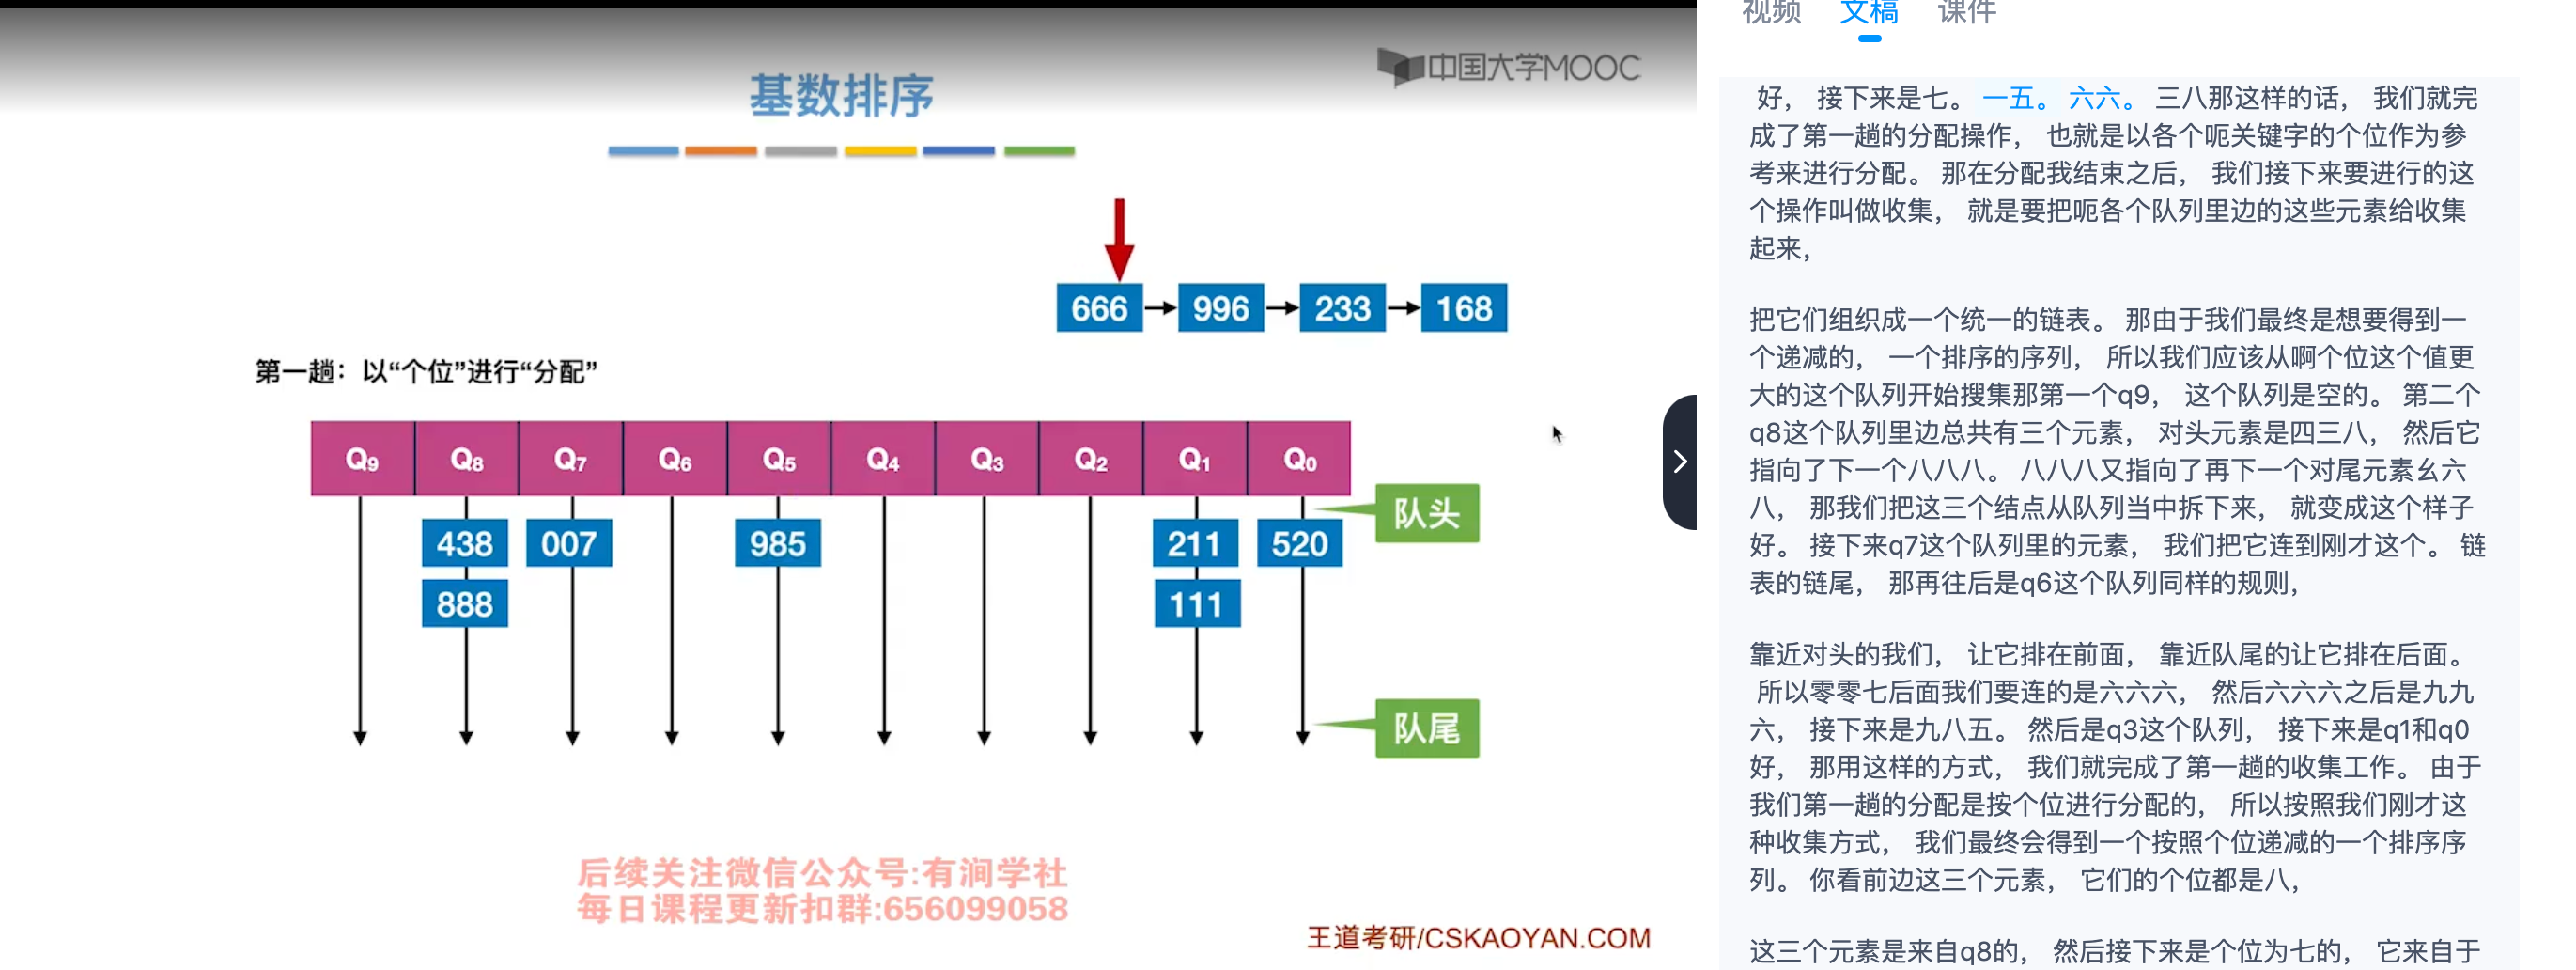 中国大学MOOC
基数排序
666 996 233 168
第一趟：以“个位”进行“分配”
Q9 Q8 Q7 Q6 Q5 Q4 Q3 Q2 Q1 Q0
队头
438 007 985 211 520
888 111
队尾
后续关注微信公众号:有涧学社
每日课程更新扣群:656099058
王道考研/CSKAOYAN.COM
视频 文稿 课件
好， 接下来是七。 一五。 六六。 三八那这样的话， 我们就完
成了第一趟的分配操作， 也就是以各个呃关键字的个位作为参
考来进行分配。 那在分配我结束之后， 我们接下来要进行的这
个操作叫做收集， 就是要把呃各个队列里边的这些元素给收集
起来，
把它们组织成一个统一的链表。 那由于我们最终是想要得到一
个递减的， 一个排序的序列， 所以我们应该从啊个位这个值更
大的这个队列开始搜集那第一个q9， 这个队列是空的。 第二个
q8这个队列里边总共有三个元素， 对头元素是四三八， 然后它
指向了下一个八八八。 八八八又指向了再下一个对尾元素幺六
八， 那我们把这三个结点从队列当中拆下来， 就变成这个样子
好。 接下来q7这个队列里的元素， 我们把它连到刚才这个。 链
表的链尾， 那再往后是q6这个队列同样的规则，
靠近对头的我们， 让它排在前面， 靠近队尾的让它排在后面。
所以零零七后面我们要连的是六六六， 然后六六六之后是九九
六， 接下来是九八五。 然后是q3这个队列， 接下来是q1和q0
好， 那用这样的方式， 我们就完成了第一趟的收集工作。 由于
我们第一趟的分配是按个位进行分配的， 所以按照我们刚才这
种收集方式， 我们最终会得到一个按照个位递减的一个排序序
列。 你看前边这三个元素， 它们的个位都是八，
这三个元素是来自q8的， 然后接下来是个位为七的， 它来自于